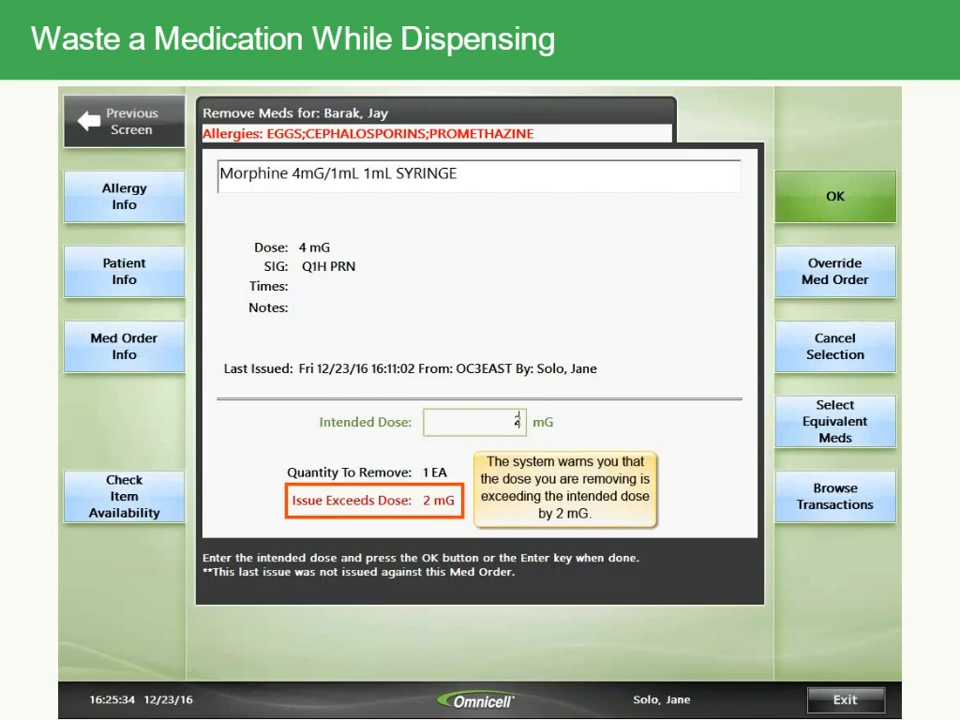 Waste a Medication While Dispensing
Previous
Screen
Remove Meds for: Barak, Jay
Allergies: EGGS;CEPHALOSPORINS;PROMETHAZINE
Morphine 4mG/1mL 1mL SYRINGE
Allergy
Info
OK
Dose: 4 mG
SIG: Q1H PRN
Times:
Notes:
Patient
Info
Override
Med Order
Med Order
Info
Cancel
Selection
Last Issued: Fri 12/23/16 16:11:02 From: OC3EAST By: Solo, Jane
Select
Equivalent
Meds
Intended Dose: 2 mG
Quantity To Remove: 1 EA
Issue Exceeds Dose: 2 mG
The system warns you that
the dose you are removing is
exceeding the intended dose
by 2 mG.
Check
Item
Availability
Browse
Transactions
Enter the intended dose and press the OK button or the Enter key when done.
**This last issue was not issued against this Med Order.
16:25:34 12/23/16
Omnicell
Solo, Jane
Exit